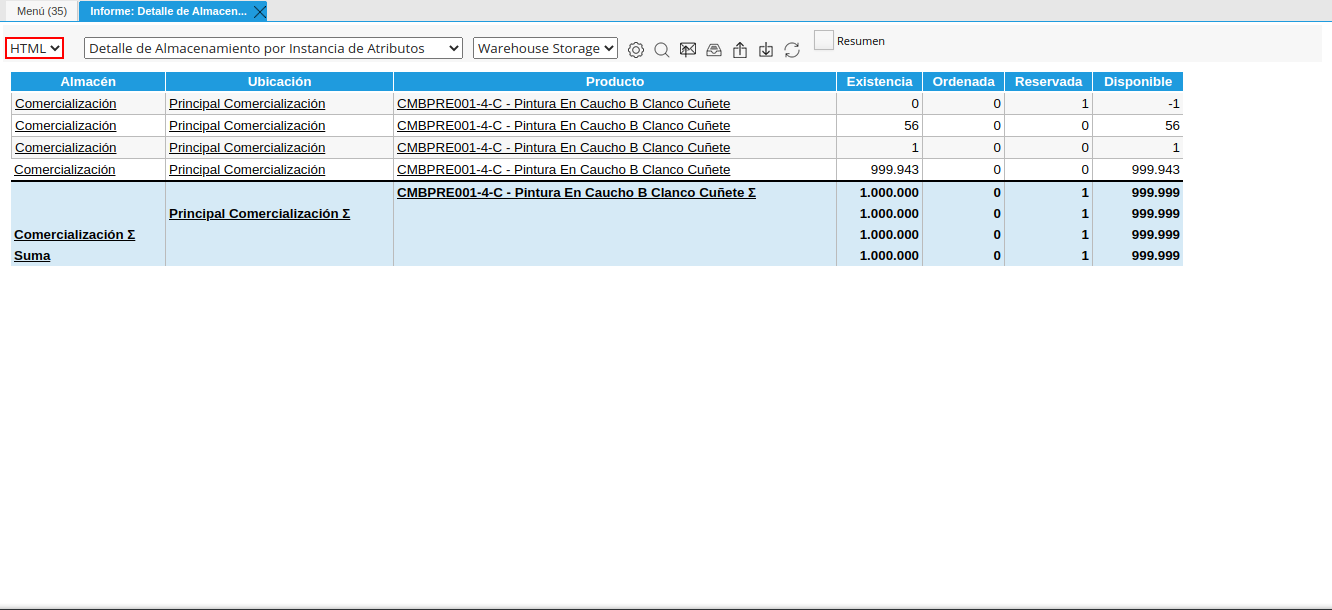 Menú (35) Informe: Detalle de Almacen...
HTML Detalle de Almacenamiento por Instancia de Atributos Warehouse Storage Resumen
Almacén Ubicación Producto Existencia Ordenada Reservada Disponible
Comercialización Principal Comercialización CMBPRE001-4-C - Pintura En Caucho B Clanco Cuñete 0 0 1 -1
Comercialización Principal Comercialización CMBPRE001-4-C - Pintura En Caucho B Clanco Cuñete 56 0 0 56
Comercialización Principal Comercialización CMBPRE001-4-C - Pintura En Caucho B Clanco Cuñete 1 0 0 1
Comercialización Principal Comercialización CMBPRE001-4-C - Pintura En Caucho B Clanco Cuñete 999.943 0 0 999.943
CMBPRE001-4-C - Pintura En Caucho B Clanco Cuñete Σ 1.000.000 0 1 999.999
Principal Comercialización Σ 1.000.000 0 1 999.999
Comercialización Σ 1.000.000 0 1 999.999
Suma 1.000.000 0 1 999.999